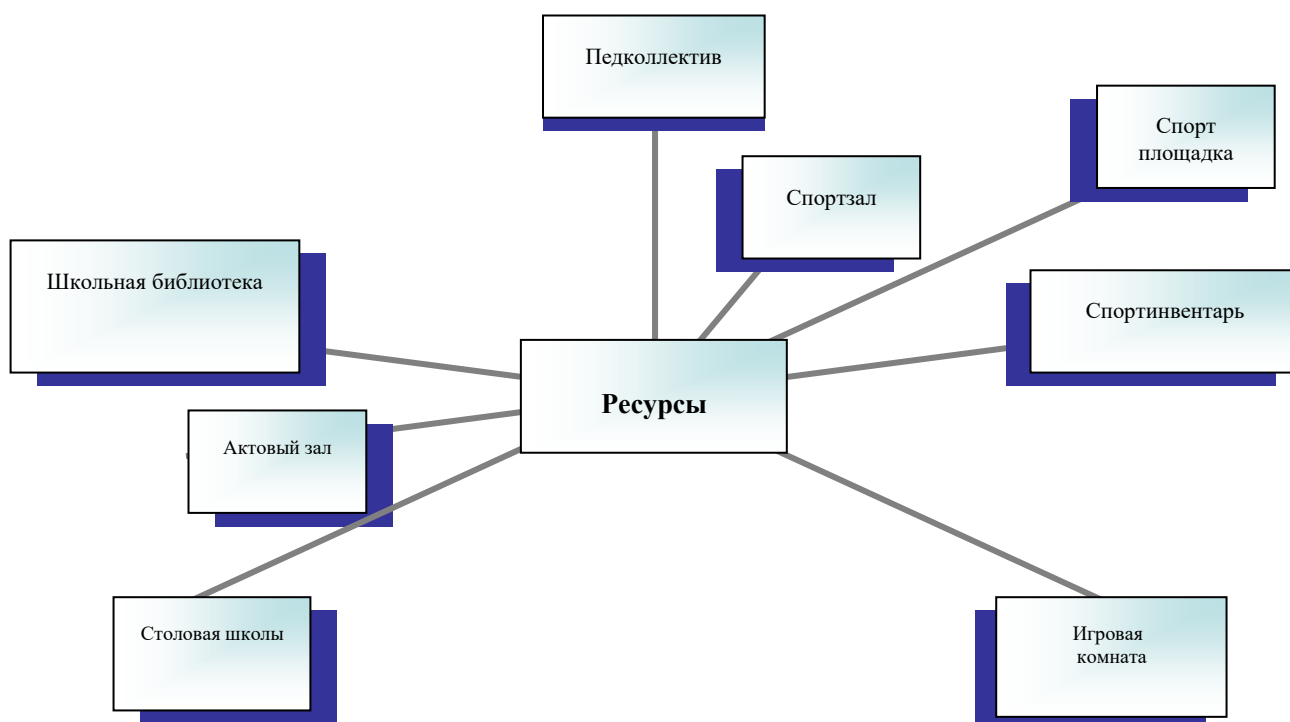 Педколлектив
Спорт
площадка
Спортзал
Школьная библиотека
Спортинвентарь
Ресурсы
Актовый зал
Столовая школы
Игровая
комната